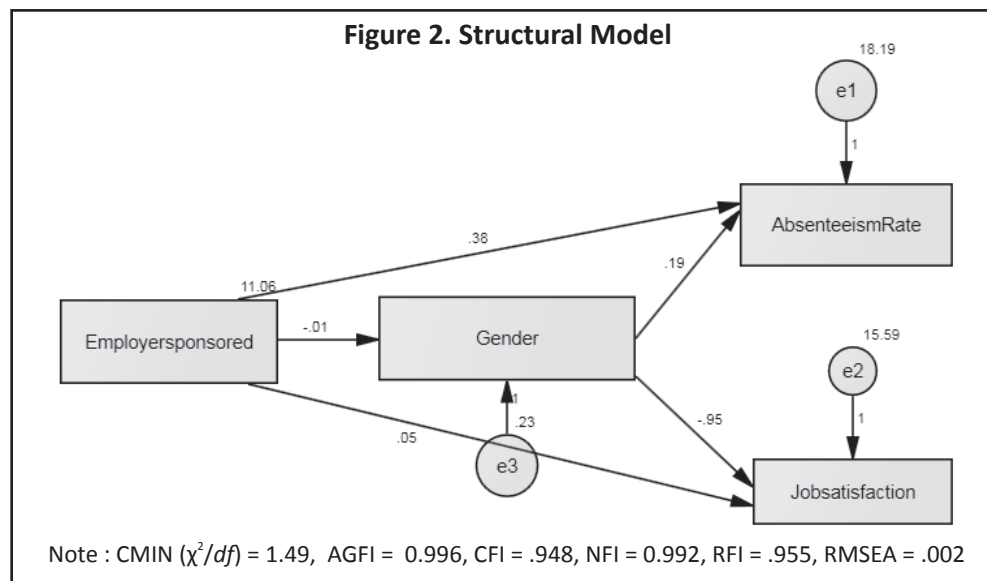 Figure 2. Structural Model
18.19
e1
1
AbsenteeismRate
.38
.19
11.06
Employersponsored
-.01
Gender
15.59
e2
1
-.95
1
.23
.05
e3
Jobsatisfaction
Note : CMIN (χ²/df) = 1.49, AGFI = 0.996, CFI = .948, NFI = 0.992, RFI = .955, RMSEA = .002